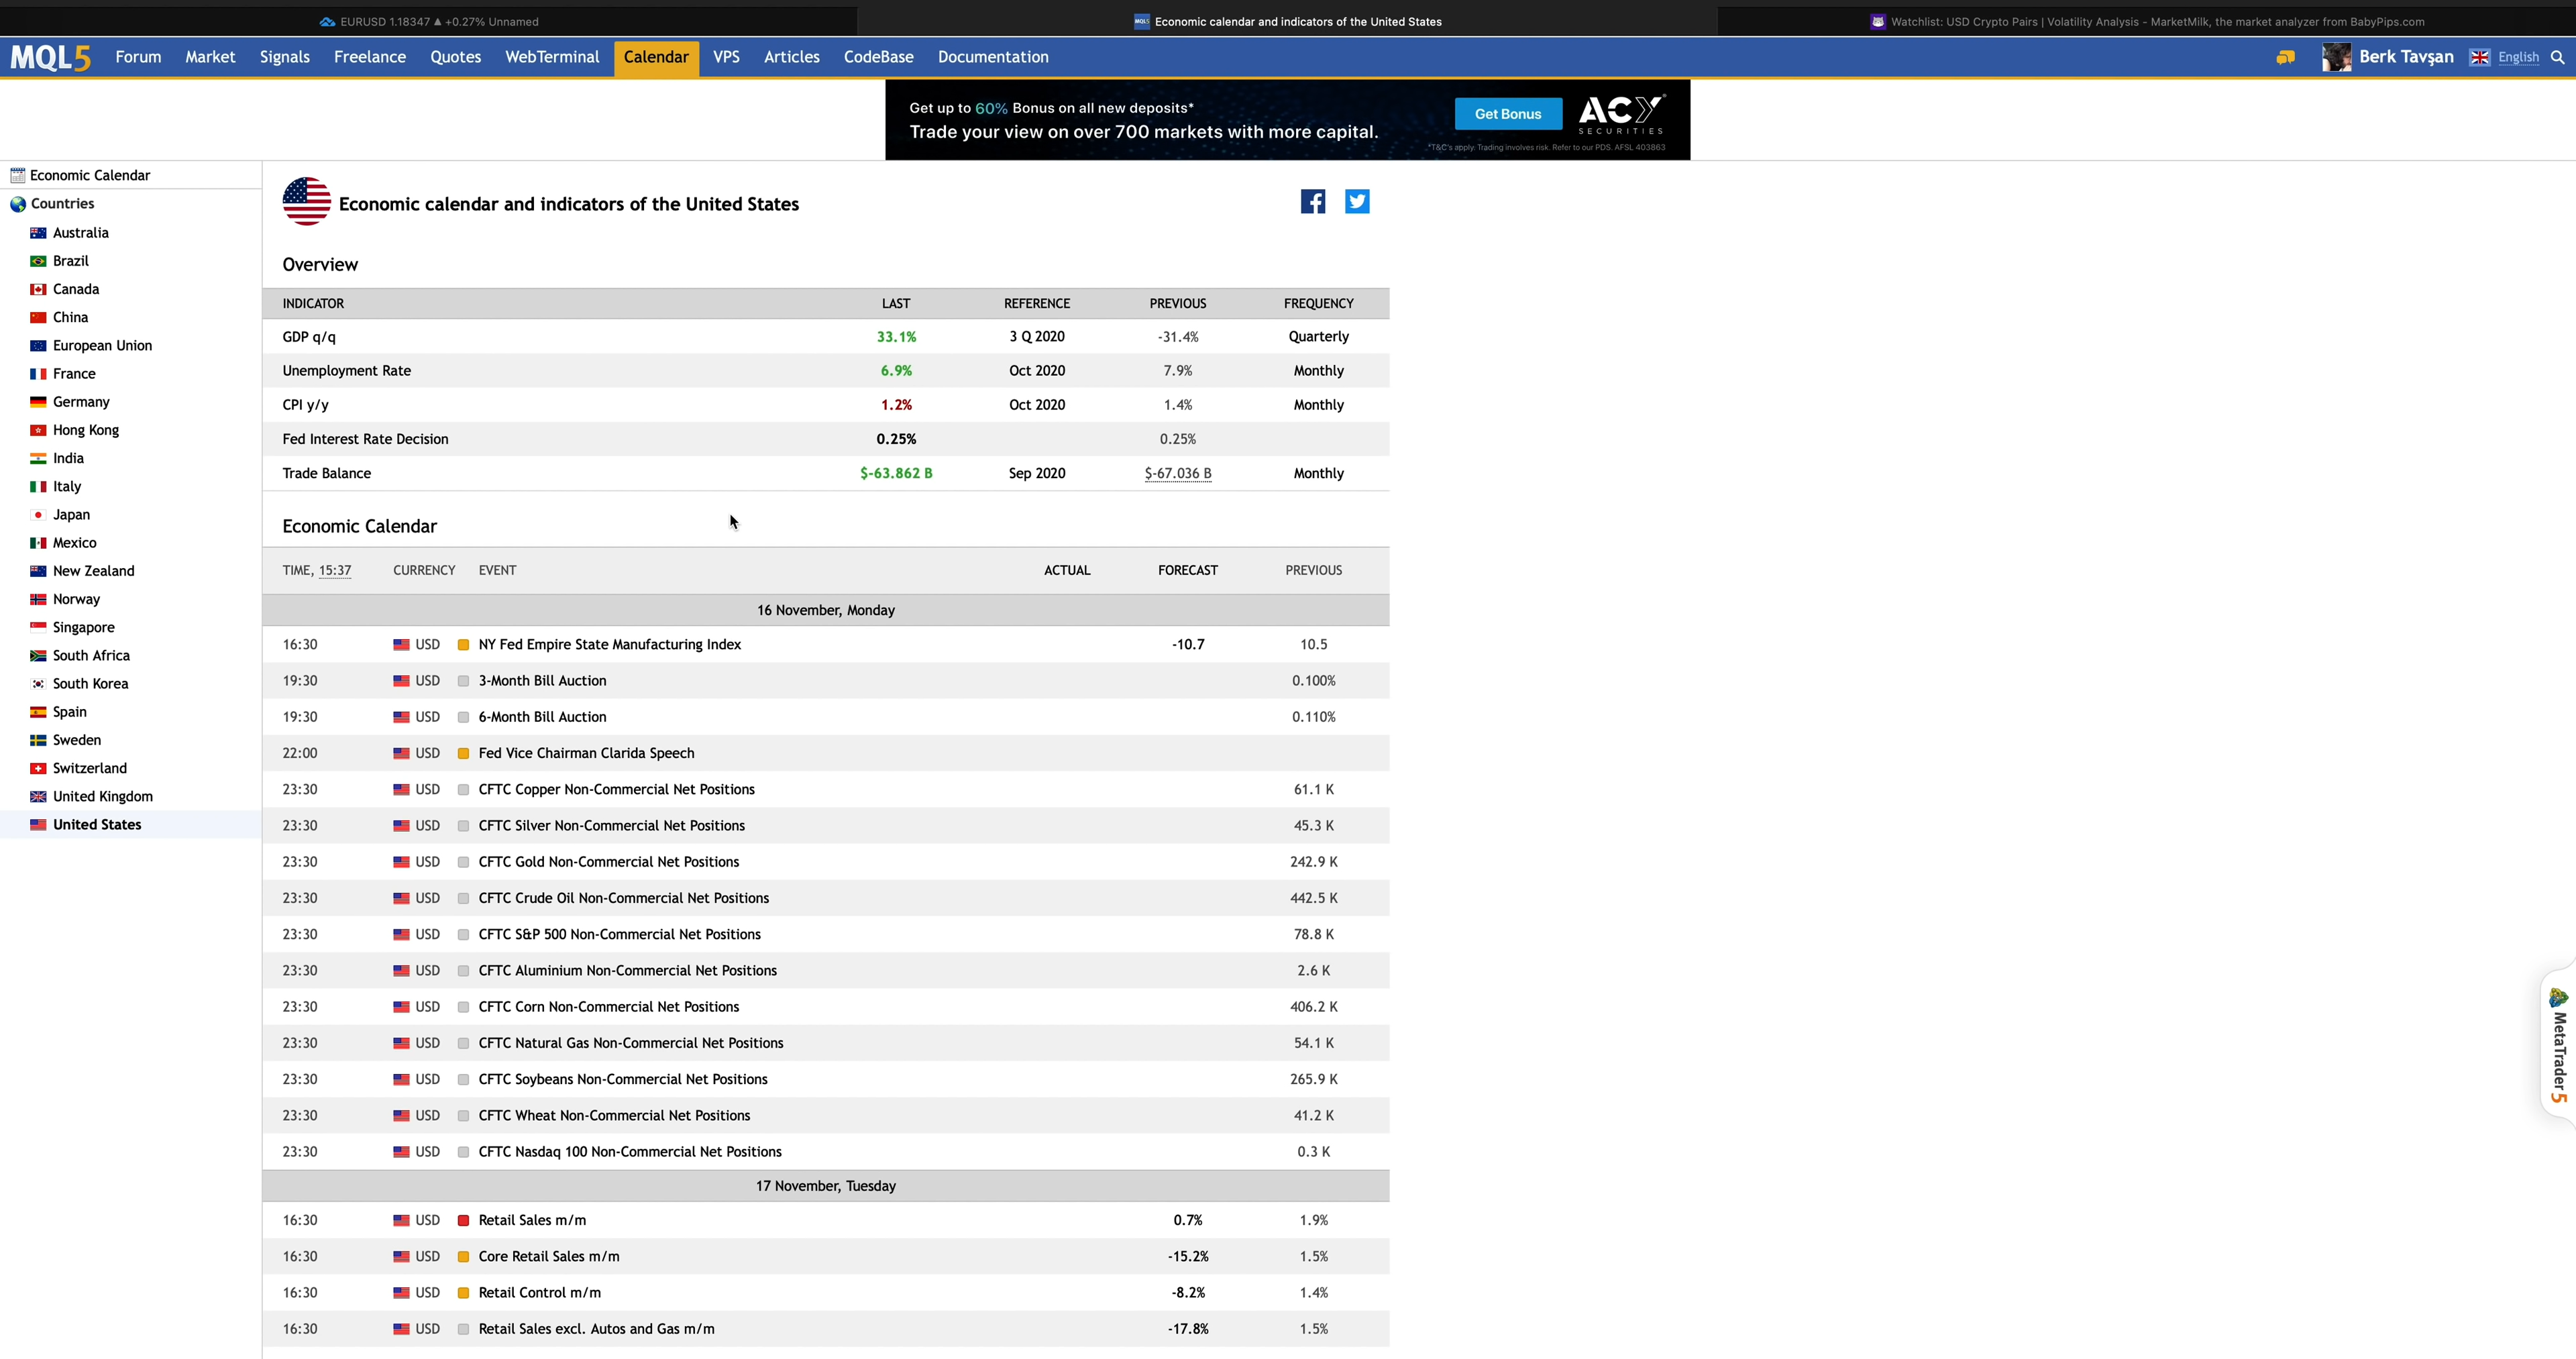 EURUSD 1.18347 ▲ +0.27% Unnamed
Economic calendar and indicators of the United States
Watchlist: USD Crypto Pairs | Volatility Analysis - MarketMilk, the market analyzer from BabyPips.com
MQL5 Forum Market Signals Freelance Quotes WebTerminal Calendar VPS Articles CodeBase Documentation Berk Tavşan English
Get up to 60% Bonus on all new deposits*
Trade your view on over 700 markets with more capital.
Get Bonus
ACY
SECURITIES
*T&C's apply. Trading involves risk. Refer to our PDS. AFSL 403863
Economic Calendar
Countries
Australia
Brazil
Canada
China
European Union
France
Germany
Hong Kong
India
Italy
Japan
Mexico
New Zealand
Norway
Singapore
South Africa
South Korea
Spain
Sweden
Switzerland
United Kingdom
United States
Economic calendar and indicators of the United States
Overview
INDICATOR LAST REFERENCE PREVIOUS FREQUENCY
GDP q/q 33.1% 3 Q 2020 -31.4% Quarterly
Unemployment Rate 6.9% Oct 2020 7.9% Monthly
CPI y/y 1.2% Oct 2020 1.4% Monthly
Fed Interest Rate Decision 0.25% 0.25%
Trade Balance $-63.862 B Sep 2020 $-67.036 B Monthly
Economic Calendar
TIME, 15:37 CURRENCY EVENT ACTUAL FORECAST PREVIOUS
16 November, Monday
16:30 USD NY Fed Empire State Manufacturing Index -10.7 10.5
19:30 USD 3-Month Bill Auction 0.100%
19:30 USD 6-Month Bill Auction 0.110%
22:00 USD Fed Vice Chairman Clarida Speech
23:30 USD CFTC Copper Non-Commercial Net Positions 61.1 K
23:30 USD CFTC Silver Non-Commercial Net Positions 45.3 K
23:30 USD CFTC Gold Non-Commercial Net Positions 242.9 K
23:30 USD CFTC Crude Oil Non-Commercial Net Positions 442.5 K
23:30 USD CFTC S&P 500 Non-Commercial Net Positions 78.8 K
23:30 USD CFTC Aluminium Non-Commercial Net Positions 2.6 K
23:30 USD CFTC Corn Non-Commercial Net Positions 406.2 K
23:30 USD CFTC Natural Gas Non-Commercial Net Positions 54.1 K
23:30 USD CFTC Soybeans Non-Commercial Net Positions 265.9 K
23:30 USD CFTC Wheat Non-Commercial Net Positions 41.2 K
23:30 USD CFTC Nasdaq 100 Non-Commercial Net Positions 0.3 K
17 November, Tuesday
16:30 USD Retail Sales m/m 0.7% 1.9%
16:30 USD Core Retail Sales m/m -15.2% 1.5%
16:30 USD Retail Control m/m -8.2% 1.4%
16:30 USD Retail Sales excl. Autos and Gas m/m -17.8% 1.5%
MetaTrader 5